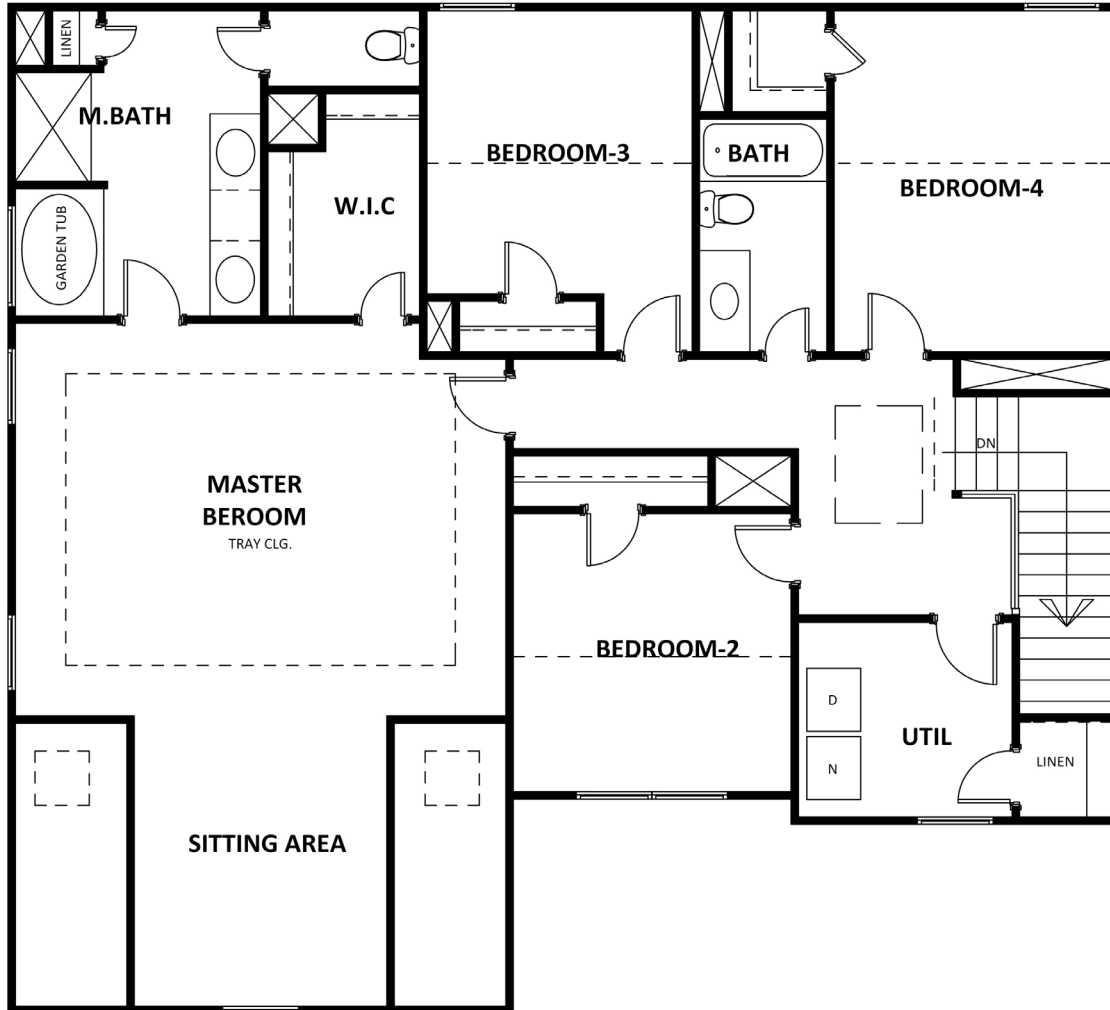 LINEN
M.BATH
GARDEN TUB
W.I.C
BEDROOM-3
BATH
BEDROOM-4
MASTER
BEROOM
TRAY CLG.
DN
BEDROOM-2
D
N
UTIL
LINEN
SITTING AREA